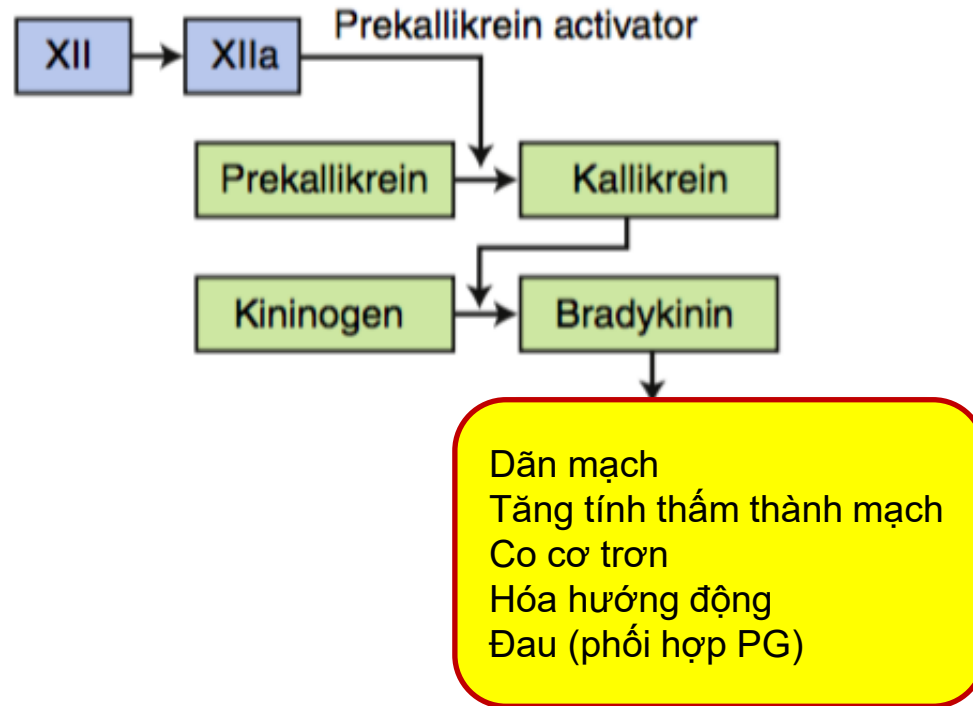 Prekallikrein activator
XII
XIIa
Prekallikrein
Kallikrein
Kininogen
Bradykinin
Dãn mạch
Tăng tính thấm thành mạch
Co cơ trơn
Hóa hướng động
Đau (phối hợp PG)